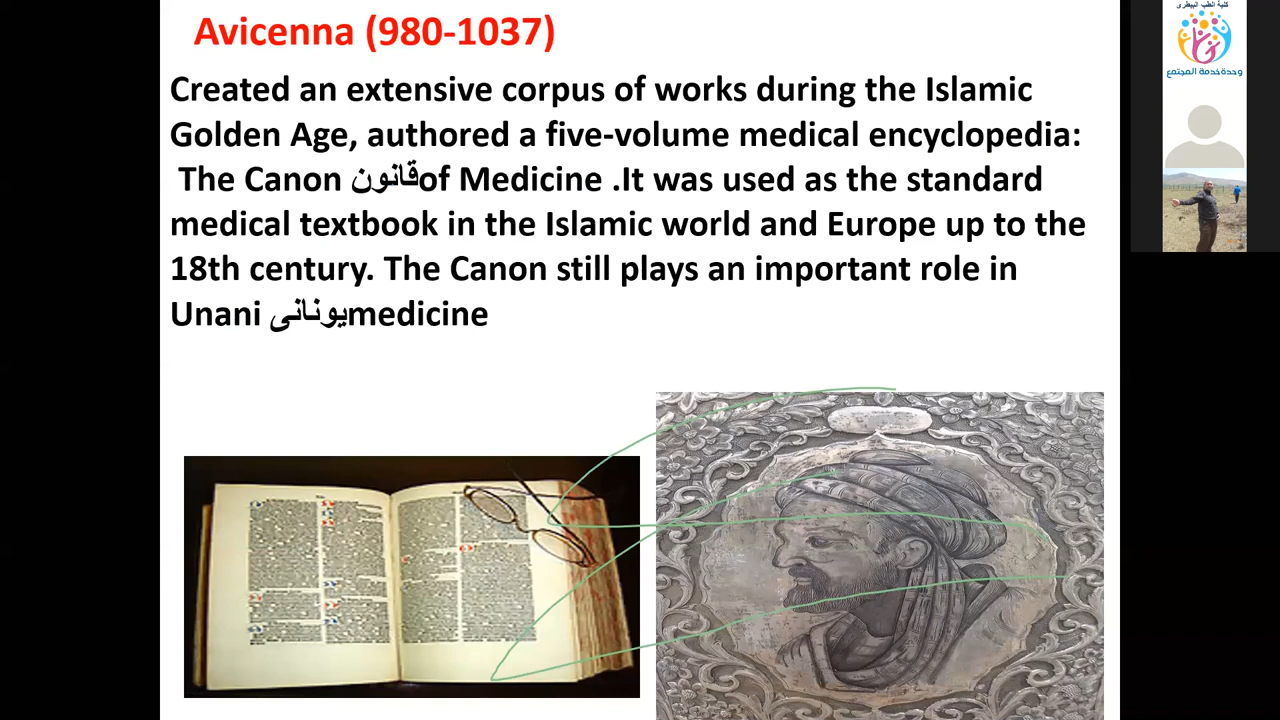 Avicenna (980-1037)
Created an extensive corpus of works during the Islamic
Golden Age, authored a five-volume medical encyclopedia:
The Canon قانون of Medicine .It was used as the standard
medical textbook in the Islamic world and Europe up to the
18th century. The Canon still plays an important role in
Unani يونانى medicine
كلية الطب البيطرى
وحدة خدمة المجتمع